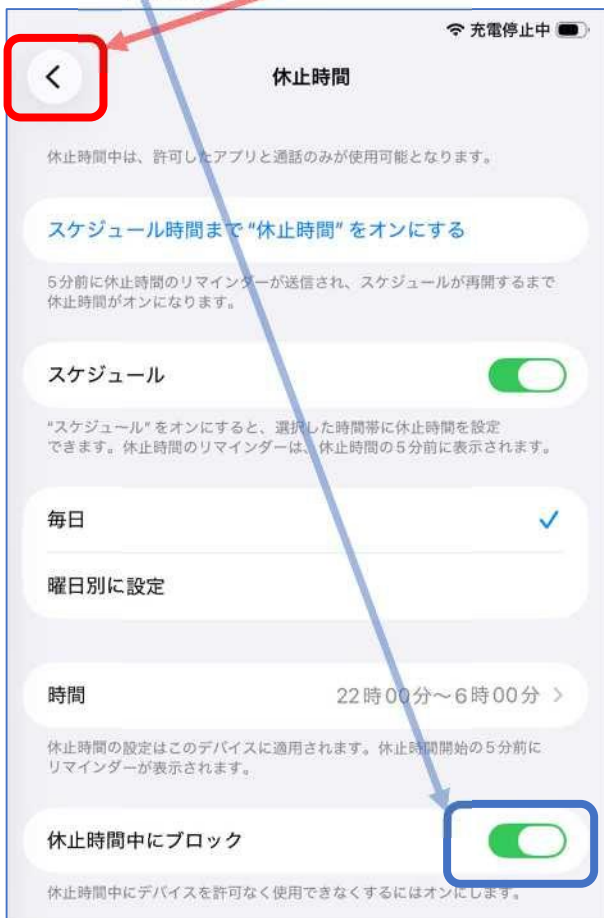 充電停止中
休止時間
休止時間中は、許可したアプリと通話のみが使用可能となります。
スケジュール時間まで“休止時間”をオンにする
5分前に休止時間のリマインダーが送信され、スケジュールが再開するまで
休止時間がオンになります。
スケジュール
“スケジュール”をオンにすると、選択した時間帯に休止時間を設定
できます。休止時間のリマインダーは、休止時間の5分前に表示されます。
毎日
曜日別に設定
時間 22時00分～6時00分
休止時間の設定はこのデバイスに適用されます。休止時間開始の5分前に
リマインダーが表示されます。
休止時間中にブロック
休止時間中にデバイスを許可なく使用できなくするにはオンにします。